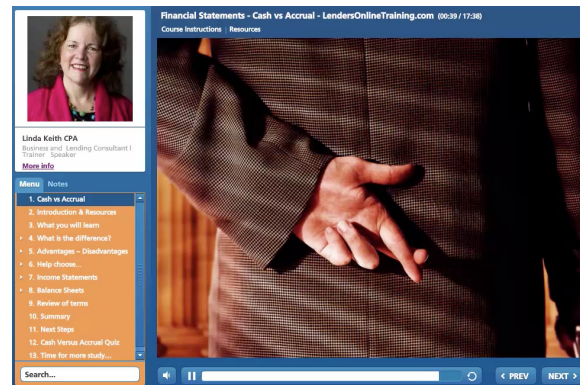 Financial Statements - Cash vs Accrual - LendersOnlineTraining.com (00:39 / 17:38)
Course Instructions | Resources
Linda Keith CPA
Business and Lending Consultant l
Trainer Speaker
More info
Menu Notes
1. Cash vs Accrual
2. Introduction & Resources
3. What you will learn
4. What is the difference?
5. Advantages – Disadvantages
6. Help choose...
7. Income Statements
8. Balance Sheets
9. Review of terms
10. Summary
11. Next Steps
12. Cash Versus Accrual Quiz
13. Time for more study...
Search...
< PREV NEXT >